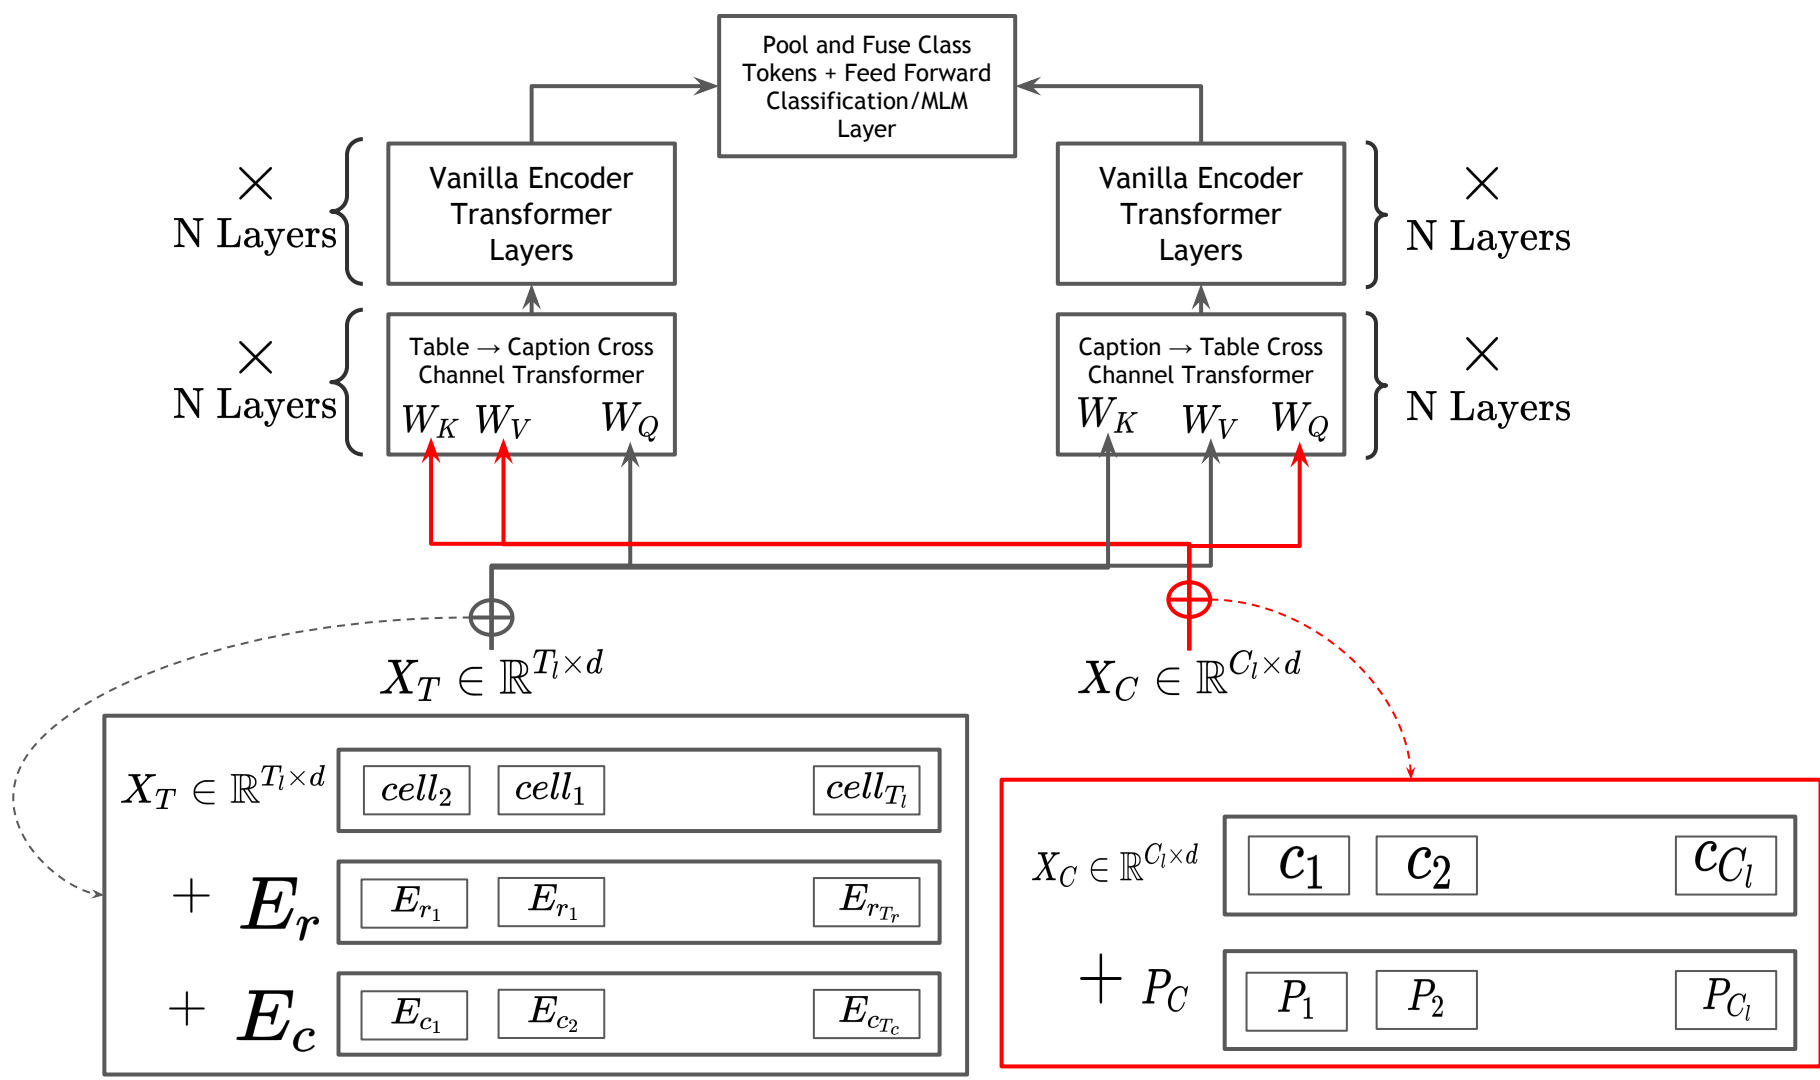 Pool and Fuse Class
Tokens + Feed Forward
Classification/MLM
Layer
×
N Layers
Vanilla Encoder
Transformer
Layers
Vanilla Encoder
Transformer
Layers
×
N Layers
×
N Layers
Table → Caption Cross
Channel Transformer
W_K W_V W_Q
Caption → Table Cross
Channel Transformer
W_K W_V W_Q
×
N Layers
X_T ∈ ℝ^{T_l×d}
X_C ∈ ℝ^{C_l×d}
X_T ∈ ℝ^{T_l×d} cell_2 cell_1 cell_{T_l}
+ E_r E_{r_1} E_{r_1} E_{r_{T_r}}
+ E_c E_{c_1} E_{c_2} E_{c_{T_c}}
X_C ∈ ℝ^{C_l×d} c_1 c_2 c_{C_l}
+ P_C P_1 P_2 P_{C_l}